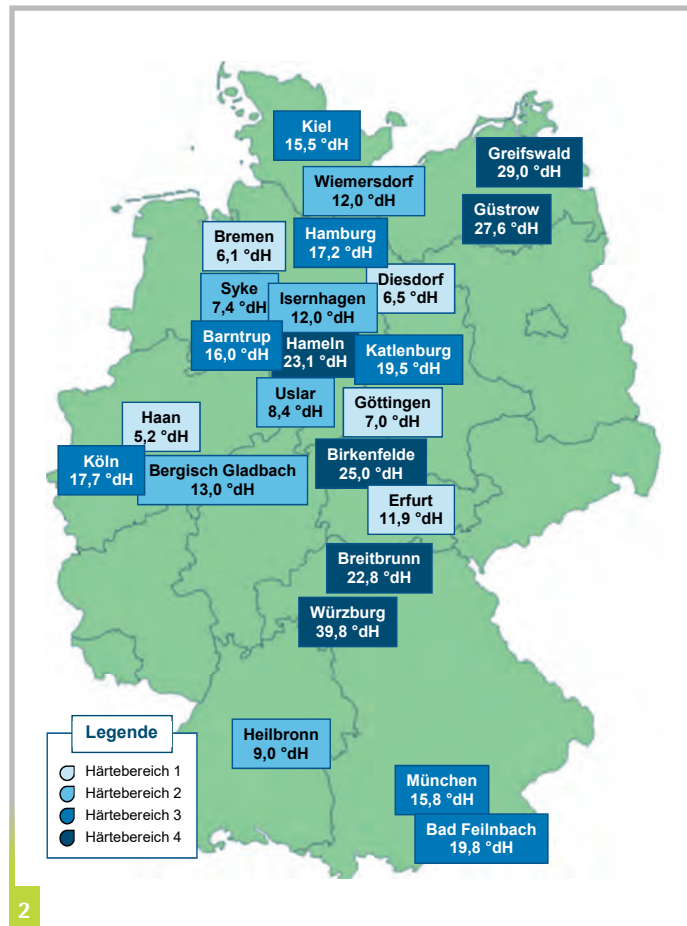 Kiel
15,5 °dH
Greifswald
29,0 °dH
Wiemersdorf
12,0 °dH
Güstrow
27,6 °dH
Bremen
6,1 °dH
Hamburg
17,2 °dH
Diesdorf
6,5 °dH
Syke
7,4 °dH
Isernhagen
12,0 °dH
Barntrup
16,0 °dH
Hameln
23,1 °dH
Katlenburg
19,5 °dH
Uslar
8,4 °dH
Göttingen
7,0 °dH
Haan
5,2 °dH
Köln
17,7 °dH
Bergisch Gladbach
13,0 °dH
Birkenfelde
25,0 °dH
Erfurt
11,9 °dH
Breitbrunn
22,8 °dH
Würzburg
39,8 °dH
Heilbronn
9,0 °dH
München
15,8 °dH
Bad Feilnbach
19,8 °dH
Legende
Härtebereich 1
Härtebereich 2
Härtebereich 3
Härtebereich 4
2